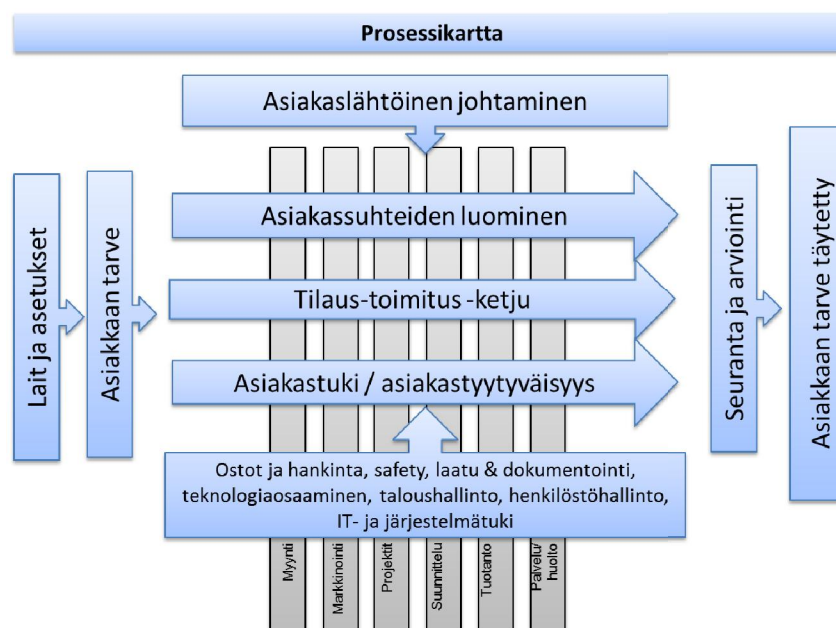 Prosessikartta
Asiakaslähtöinen johtaminen
Lait ja asetukset
Asiakkaan tarve
Asiakassuhteiden luominen
Tilaus-toimitus -ketju
Asiakastuki / asiakastyytyväisyys
Seuranta ja arviointi
Asiakkaan tarve täytetty
Ostot ja hankinta, safety, laatu & dokumentointi,
teknologiaosaaminen, taloushallinto, henkilöstöhallinto,
IT- ja järjestelmätuki
Myynti
Markkinointi
Projektit
Suunnittelu
Tuotanto
Palvelu/
huolto